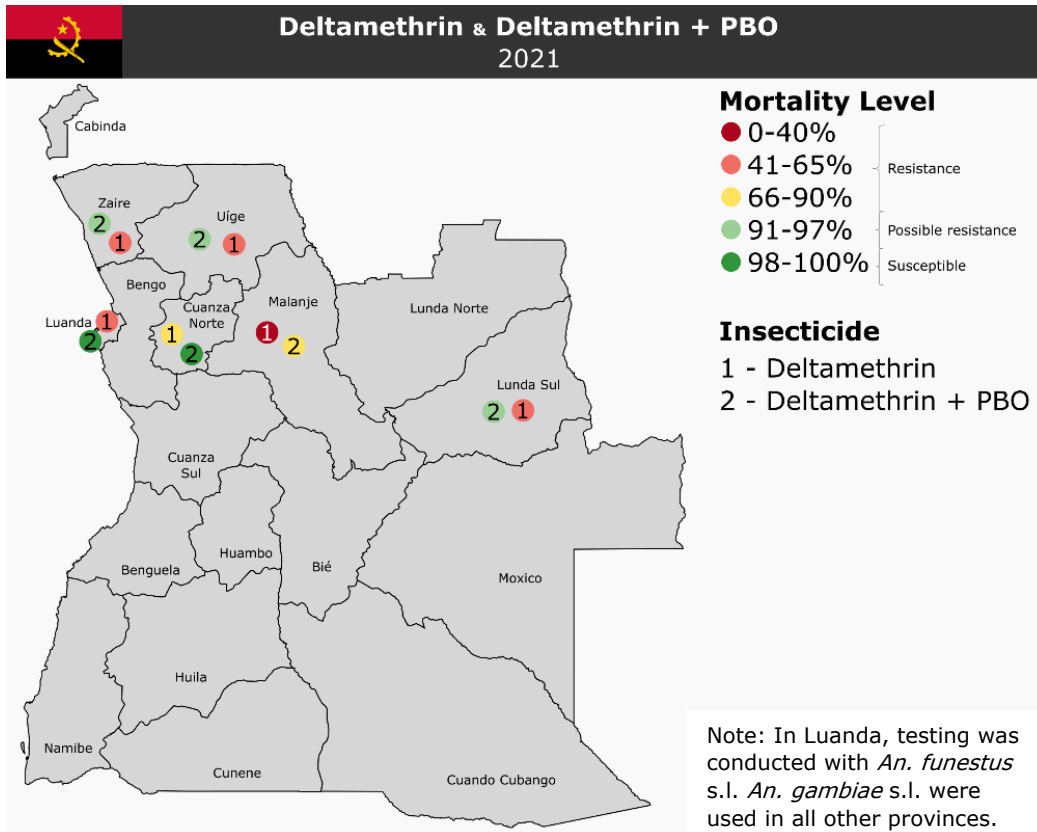 Deltamethrin & Deltamethrin + PBO
2021
Mortality Level
0-40%
41-65%
66-90%
91-97%
98-100%
Resistance
Possible resistance
Susceptible
Insecticide
1 - Deltamethrin
2 - Deltamethrin + PBO
Cabinda
Zaire
2
1
Uíge
2
1
Bengo
Luanda
1
2
Cuanza
Norte
1
2
Malanje
1
2
Lunda Norte
Lunda Sul
2
1
Cuanza
Sul
Benguela
Huambo
Bié
Moxico
Huila
Namibe
Cunene
Cuando Cubango
Note: In Luanda, testing was
conducted with An. funestus
s.l. An. gambiae s.l. were
used in all other provinces.